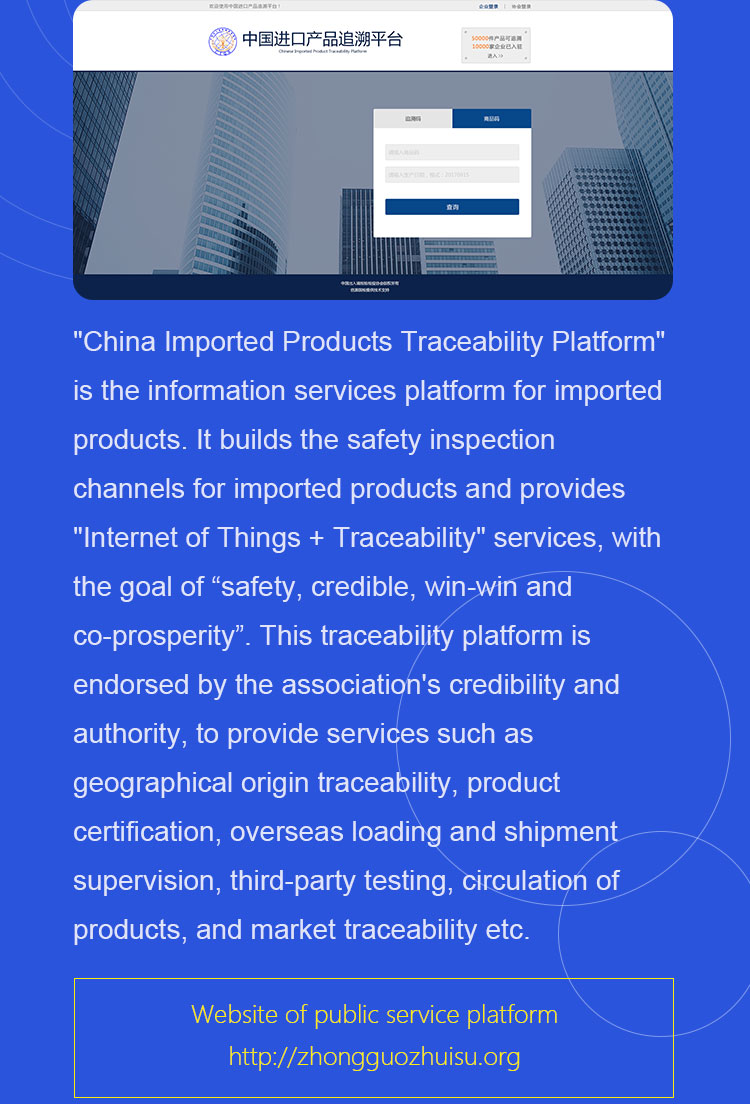 欢迎使用中国进口产品追溯平台！
企业登录 | 协会登录
中国进口产品追溯平台
Chinese Imported Product Traceability Platform
50000件产品可追溯
10000家企业已入驻
进入 >>
追溯码 商品码
请输入商品码
请输入生产日期，格式：20170815
查询
中国出入境检验检疫协会版权所有
"China Imported Products Traceability Platform"
is the information services platform for imported
products. It builds the safety inspection
channels for imported products and provides
"Internet of Things + Traceability" services, with
the goal of “safety, credible, win-win and
co-prosperity”. This traceability platform is
endorsed by the association's credibility and
authority, to provide services such as
geographical origin traceability, product
certification, overseas loading and shipment
supervision, third-party testing, circulation of
products, and market traceability etc.
Website of public service platform
http://zhongguozhuisu.org